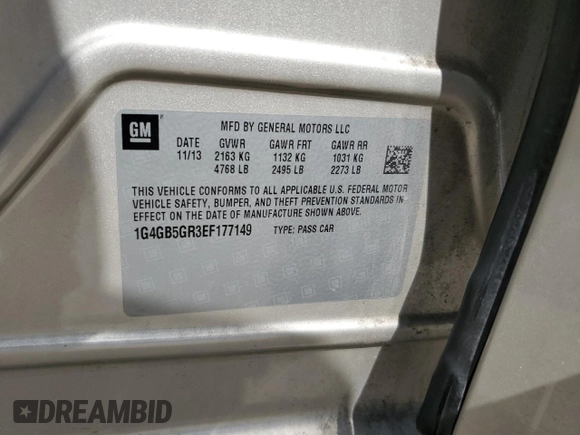 GM
MFD BY GENERAL MOTORS LLC
DATE GVWR GAWR FRT GAWR RR
11/13 2163 KG 1132 KG 1031 KG
4768 LB 2495 LB 2273 LB
THIS VEHICLE CONFORMS TO ALL APPLICABLE U.S. FEDERAL MOTOR
VEHICLE SAFETY, BUMPER, AND THEFT PREVENTION STANDARDS
IN EFFECT ON THE DATE OF MANUFACTURE SHOWN ABOVE.
1G4GB5GR3EF177149 TYPE: PASS CAR
DREAMBID